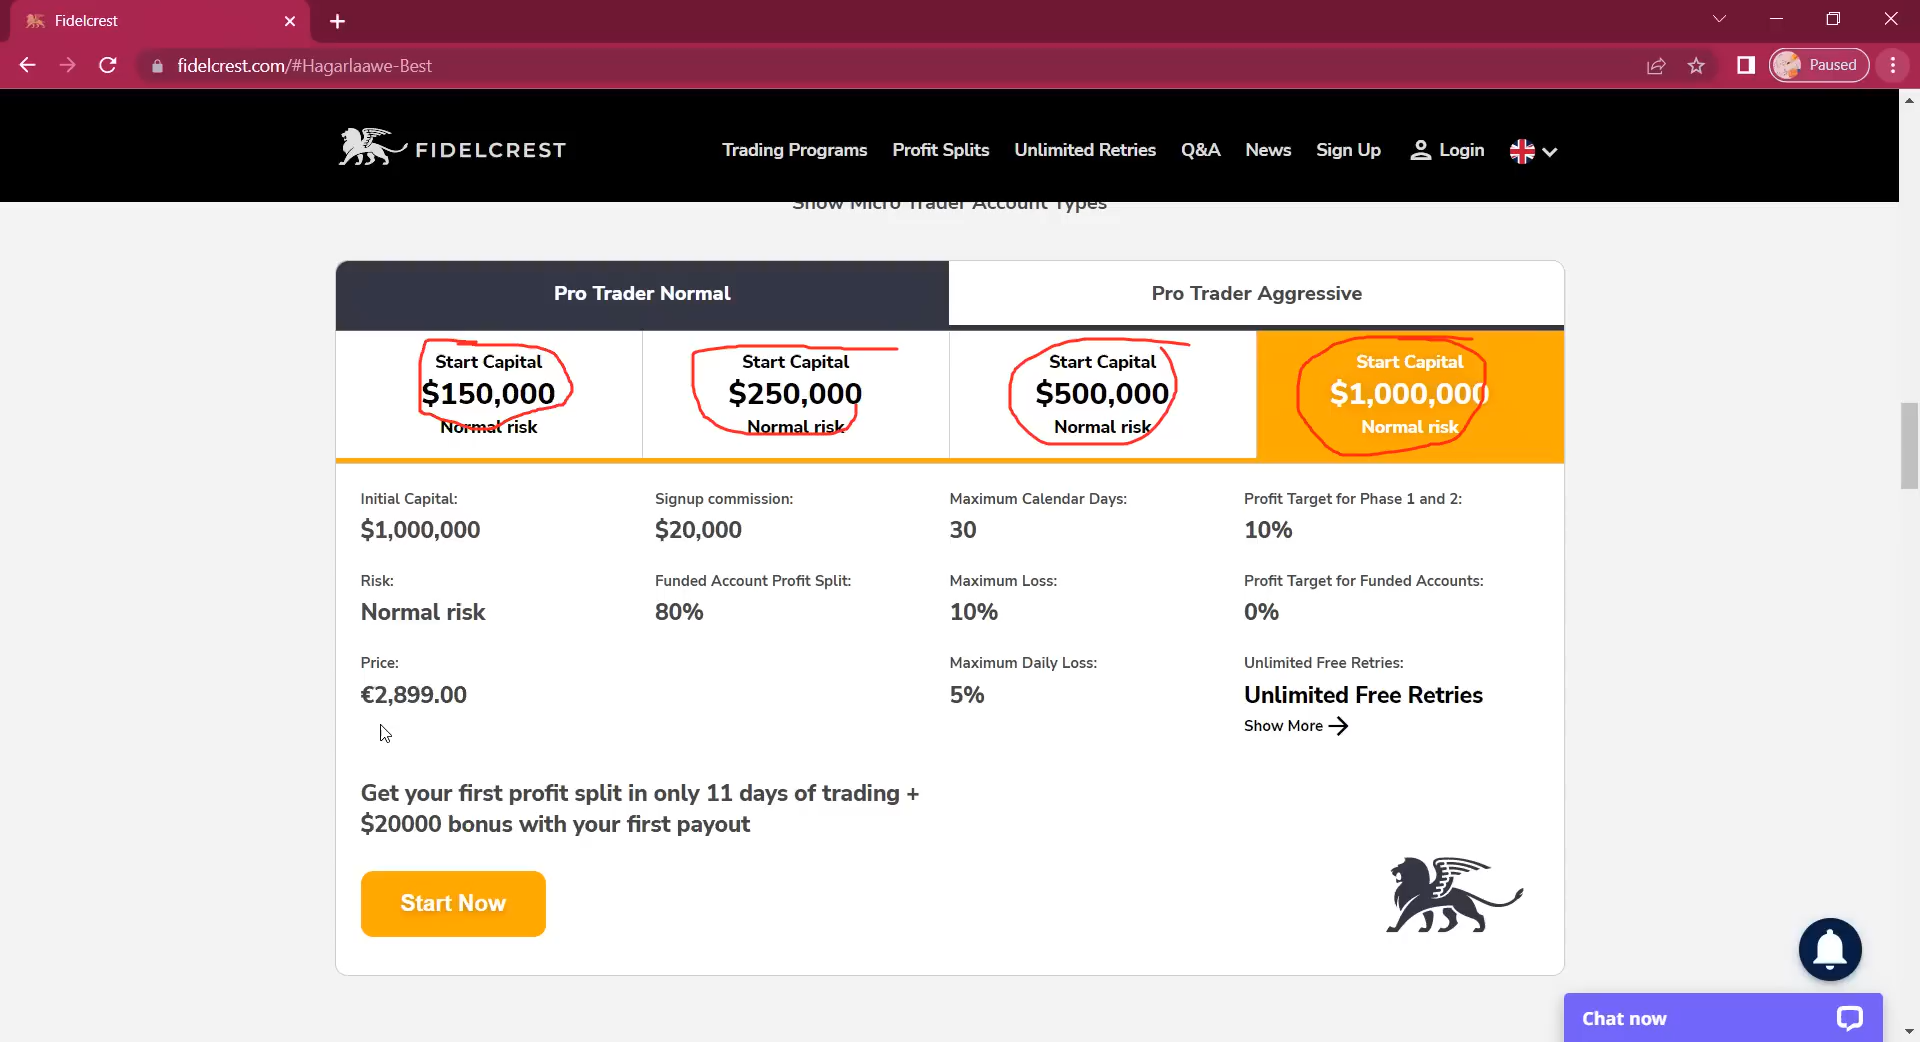 Fidelcrest
fidelcrest.com/#Hagarlaawe-Best
Paused
FIDELCREST
Trading Programs
Profit Splits
Unlimited Retries
Q&A
News
Sign Up
Login
Show Micro Trader Account Types
Pro Trader Normal
Pro Trader Aggressive
Start Capital
$150,000
Normal risk
Start Capital
$250,000
Normal risk
Start Capital
$500,000
Normal risk
Start Capital
$1,000,000
Normal risk
Initial Capital:
$1,000,000
Signup commission:
$20,000
Maximum Calendar Days:
30
Profit Target for Phase 1 and 2:
10%
Risk:
Normal risk
Funded Account Profit Split:
80%
Maximum Loss:
10%
Profit Target for Funded Accounts:
0%
Price:
€2,899.00
Maximum Daily Loss:
5%
Unlimited Free Retries:
Unlimited Free Retries
Show More
Get your first profit split in only 11 days of trading +
$20000 bonus with your first payout
Start Now
Chat now